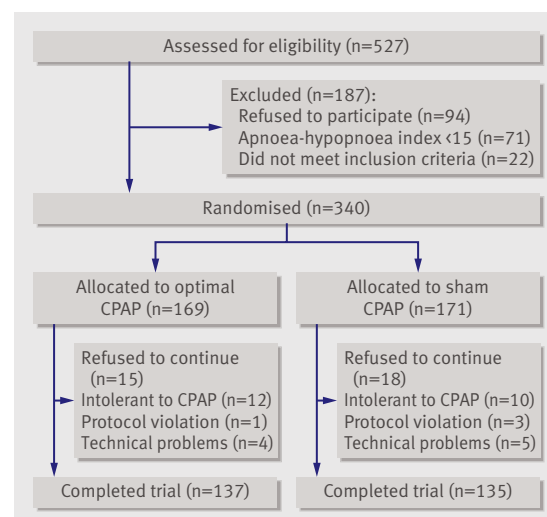 Assessed for eligibility (n=527)
Excluded (n=187):
Refused to participate (n=94)
Apnoea-hypopnoea index <15 (n=71)
Did not meet inclusion criteria (n=22)
Randomised (n=340)
Allocated to optimal
CPAP (n=169)
Allocated to sham
CPAP (n=171)
Refused to continue
(n=15)
Intolerant to CPAP (n=12)
Protocol violation (n=1)
Technical problems (n=4)
Refused to continue
(n=18)
Intolerant to CPAP (n=10)
Protocol violation (n=3)
Technical problems (n=5)
Completed trial (n=137)
Completed trial (n=135)